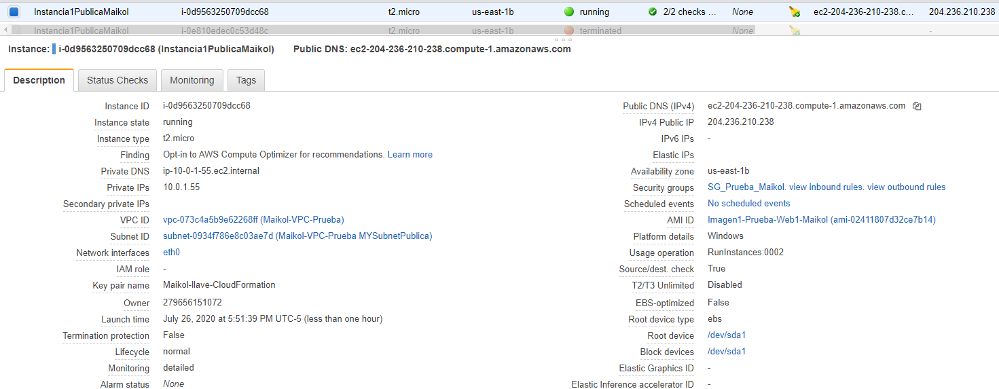 Instancia1PublicaMaikol i-0d9563250709dcc68 t2.micro us-east-1b running 2/2 checks ... None ec2-204-236-210-238.c... 204.236.210.238
Instancia1PublicaMaikol i-0e810edec0c53d48c t2.micro us-east-1b terminated None -
Instance: i-0d9563250709dcc68 (Instancia1PublicaMaikol) Public DNS: ec2-204-236-210-238.compute-1.amazonaws.com
Description Status Checks Monitoring Tags
Instance ID i-0d9563250709dcc68 Public DNS (IPv4) ec2-204-236-210-238.compute-1.amazonaws.com
Instance state running IPv4 Public IP 204.236.210.238
Instance type t2.micro IPv6 IPs -
Finding Opt-in to AWS Compute Optimizer for recommendations. Learn more Elastic IPs
Private DNS ip-10-0-1-55.ec2.internal Availability zone us-east-1b
Private IPs 10.0.1.55 Security groups SG_Prueba_Maikol. view inbound rules. view outbound rules
Secondary private IPs Scheduled events No scheduled events
VPC ID vpc-073c4a5b9e62268ff (Maikol-VPC-Prueba) AMI ID Imagen1-Prueba-Web1-Maikol (ami-02411807d32ce7b14)
Subnet ID subnet-0934f786e8c03ae7d (Maikol-VPC-Prueba MYSubnetPublica) Platform details Windows
Network interfaces eth0 Usage operation RunInstances:0002
IAM role - Source/dest. check True
Key pair name Maikol-llave-CloudFormation T2/T3 Unlimited Disabled
Owner 279656151072 EBS-optimized False
Launch time July 26, 2020 at 5:51:39 PM UTC-5 (less than one hour) Root device type ebs
Termination protection False Root device /dev/sda1
Lifecycle normal Block devices /dev/sda1
Monitoring detailed Elastic Graphics ID -
Alarm status None Elastic Inference accelerator ID -